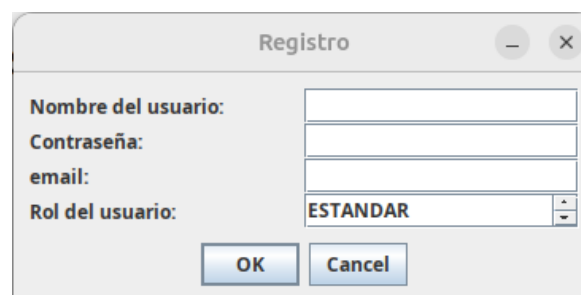 Registro
Nombre del usuario:
Contraseña:
email:
Rol del usuario: ESTANDAR
OK Cancel